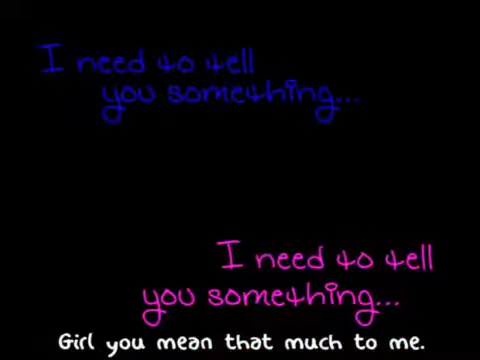 I need to tell
you something...
I need to tell
you something...
Girl you mean that much to me.